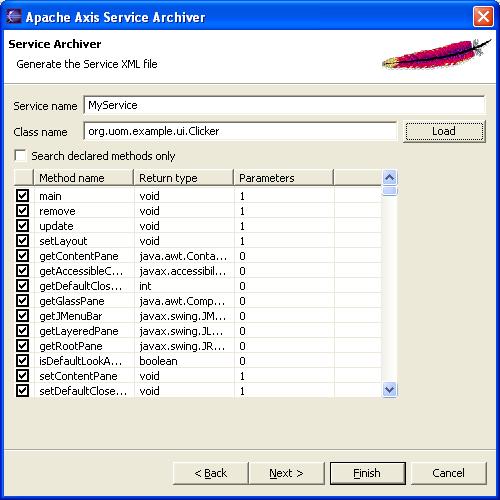 Apache Axis Service Archiver
Service Archiver
Generate the Service XML file
Service name MyService
Class name org.uom.example.ui.Clicker Load
Search declared methods only
Method name Return type Parameters
main void 1
remove void 1
update void 1
setLayout void 1
getContentPane java.awt.Conta... 0
getAccessibleC... javax.accessibil... 0
getDefaultClos... int 0
getGlassPane java.awt.Comp... 0
getJMenuBar javax.swing.JM... 0
getLayeredPane javax.swing.JL... 0
getRootPane javax.swing.JR... 0
isDefaultLookA... boolean 0
setContentPane void 1
setDefaultClose... void 1
< Back Next > Finish Cancel